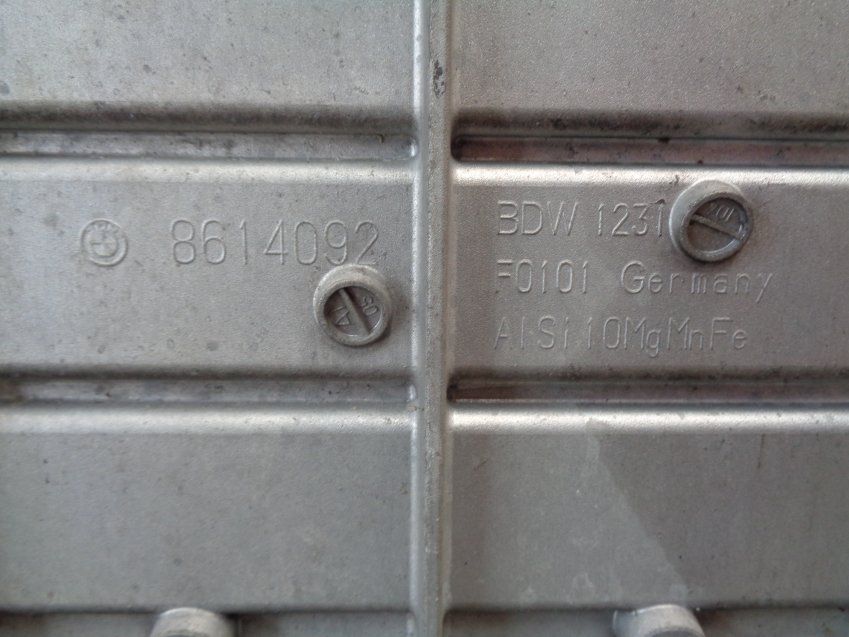 8614092
BDW 1231
F0101 Germany
AlSi10MgMnFe